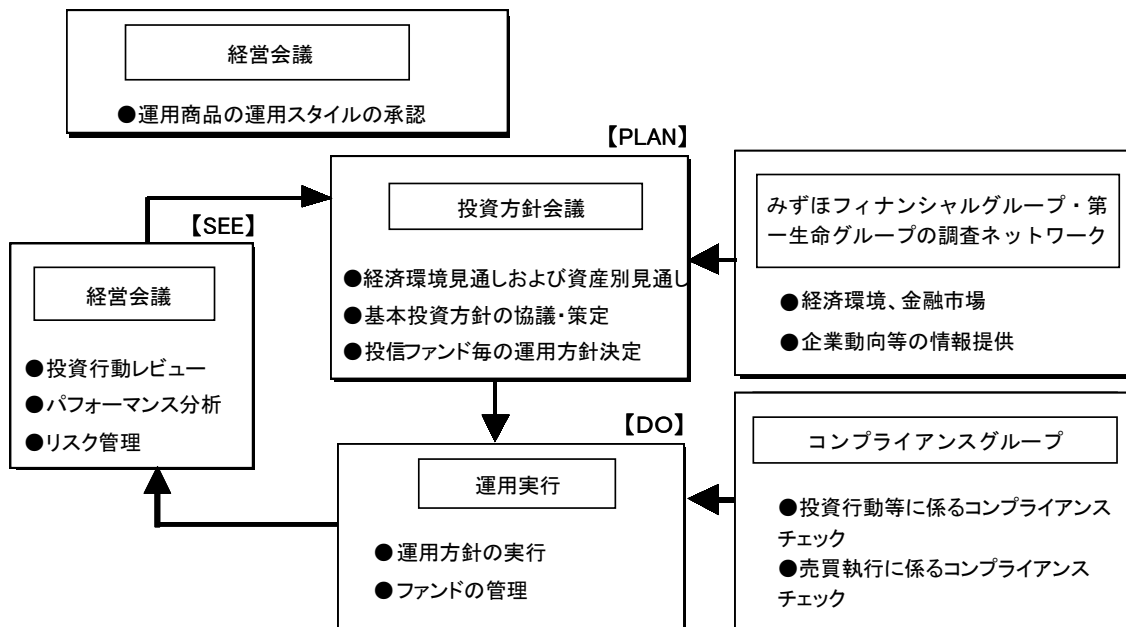 経営会議
●運用商品の運用スタイルの承認
【PLAN】
投資方針会議
●経済環境見通しおよび資産別見通し
●基本投資方針の協議・策定
●投信ファンド毎の運用方針決定
みずほフィナンシャルグループ・第
一生命グループの調査ネットワーク
●経済環境、金融市場
●企業動向等の情報提供
【SEE】
経営会議
●投資行動レビュー
●パフォーマンス分析
●リスク管理
【DO】
運用実行
●運用方針の実行
●ファンドの管理
コンプライアンスグループ
●投資行動等に係るコンプライアンス
チェック
●売買執行に係るコンプライアンス
チェック